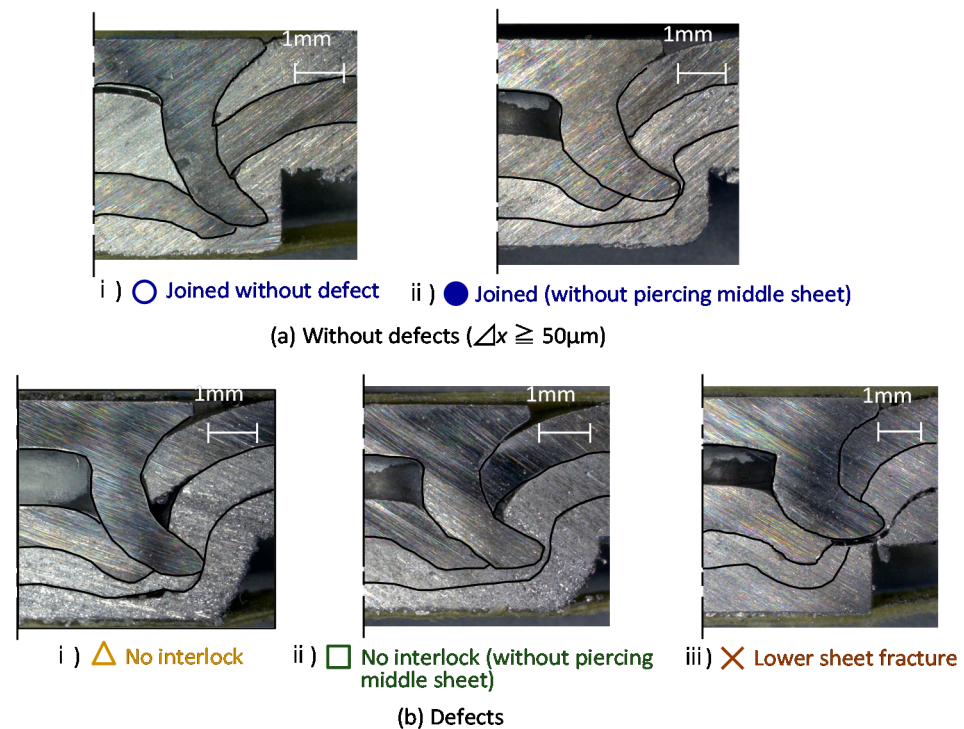 1mm
1mm
i ) ○ Joined without defect
ii ) ● Joined (without piercing middle sheet)
(a) Without defects (⊿x ≧ 50μm)
1mm
1mm
1mm
i ) △ No interlock
ii ) □ No interlock (without piercing
middle sheet)
iii) × Lower sheet fracture
(b) Defects